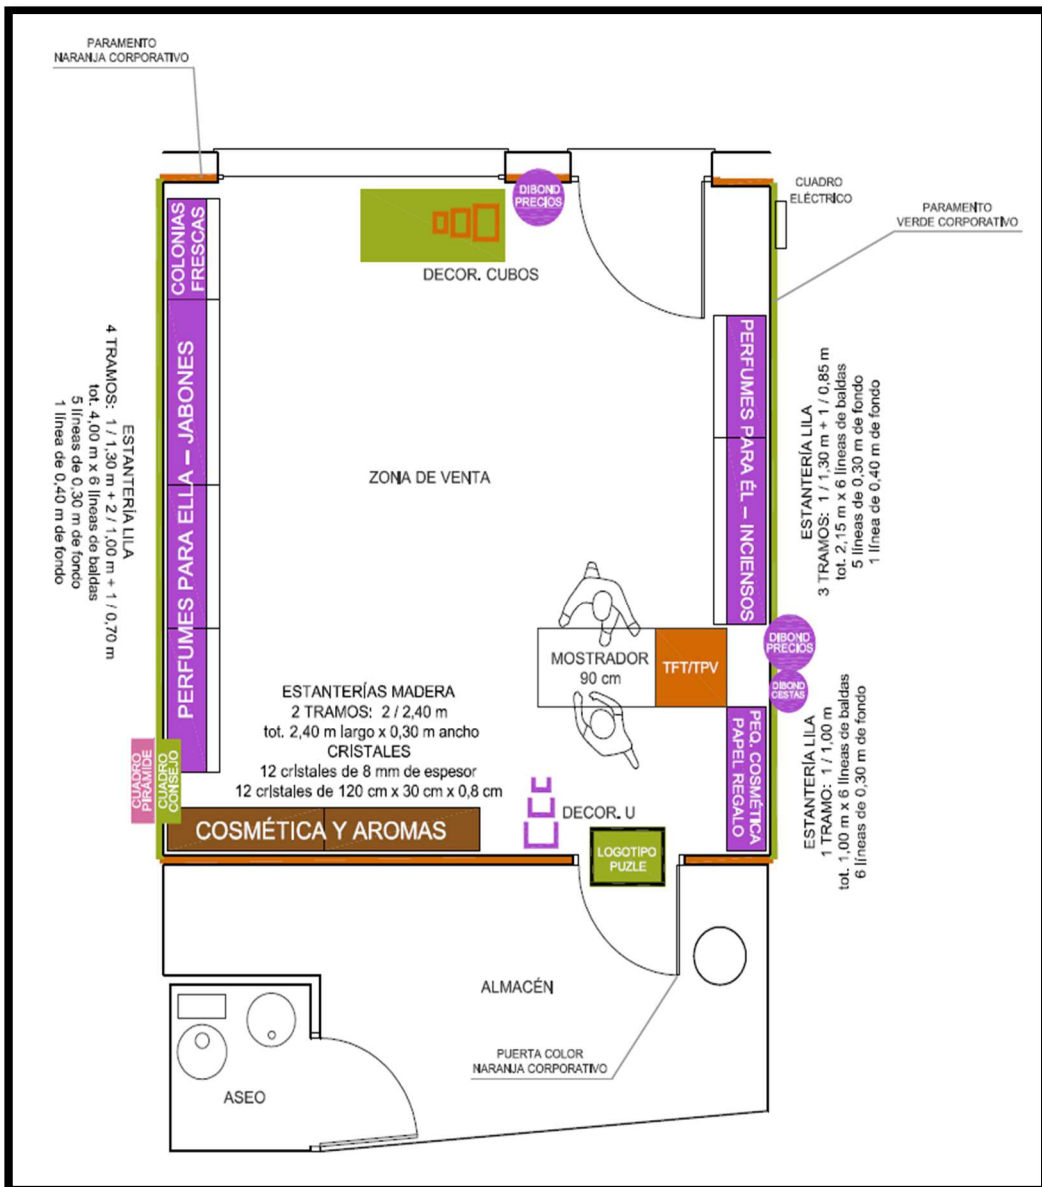 PARAMENTO
NARANJA CORPORATIVO
CUADRO
ELÉCTRICO
PARAMENTO
VERDE CORPORATIVO
DIBOND
PRECIOS
DECOR. CUBOS
COLONIAS
FRESCAS
PERFUMES PARA ELLA – JABONES
ESTANTERÍA LILA
4 TRAMOS: 1 / 1,30 m + 2 / 1,00 m + 1 / 0,70 m
tot. 4,00 m x 6 líneas de baldas
5 líneas de 0,30 m de fondo
1 línea de 0,40 m de fondo
ZONA DE VENTA
PERFUMES PARA ÉL – INCIENSOS
ESTANTERÍA LILA
3 TRAMOS: 1 / 1,30 m + 1 / 0,85 m
tot. 2,15 m x 6 líneas de baldas
5 líneas de 0,30 m de fondo
1 línea de 0,40 m de fondo
MOSTRADOR
90 cm
TFT/TPV
DIBOND
PRECIOS
DIBOND
CESTAS
ESTANTERÍAS MADERA
2 TRAMOS: 2 / 2,40 m
tot. 2,40 m largo x 0,30 m ancho
CRISTALES
12 cristales de 8 mm de espesor
12 cristales de 120 cm x 30 cm x 0,8 cm
PEQ. COSMÉTICA
PAPEL REGALO
ESTANTERÍA LILA
1 TRAMO: 1 / 1,00 m
tot. 1,00 m x 6 líneas de baldas
6 líneas de 0,30 m de fondo
CUADRO
PIRÁMIDE
CUADRO
CONSEJO
COSMÉTICA Y AROMAS
DECOR. U
LOGOTIPO
PUZLE
ALMACÉN
PUERTA COLOR
NARANJA CORPORATIVO
ASEO